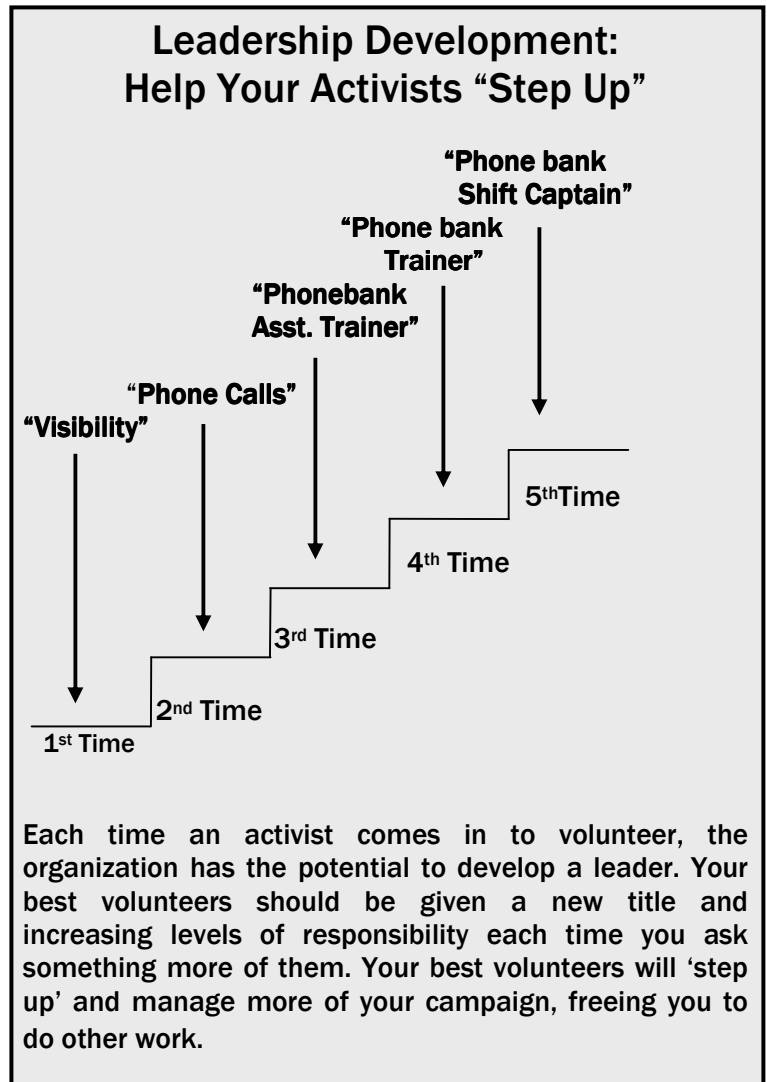 Leadership Development:
Help Your Activists “Step Up”
“Phone bank
Shift Captain”
“Phone bank
Trainer”
“Phonebank
Asst. Trainer”
“Phone Calls”
“Visibility”
5thTime
4th Time
3rd Time
2nd Time
1st Time
Each time an activist comes in to volunteer, the
organization has the potential to develop a leader. Your
best volunteers should be given a new title and
increasing levels of responsibility each time you ask
something more of them. Your best volunteers will ‘step
up’ and manage more of your campaign, freeing you to
do other work.